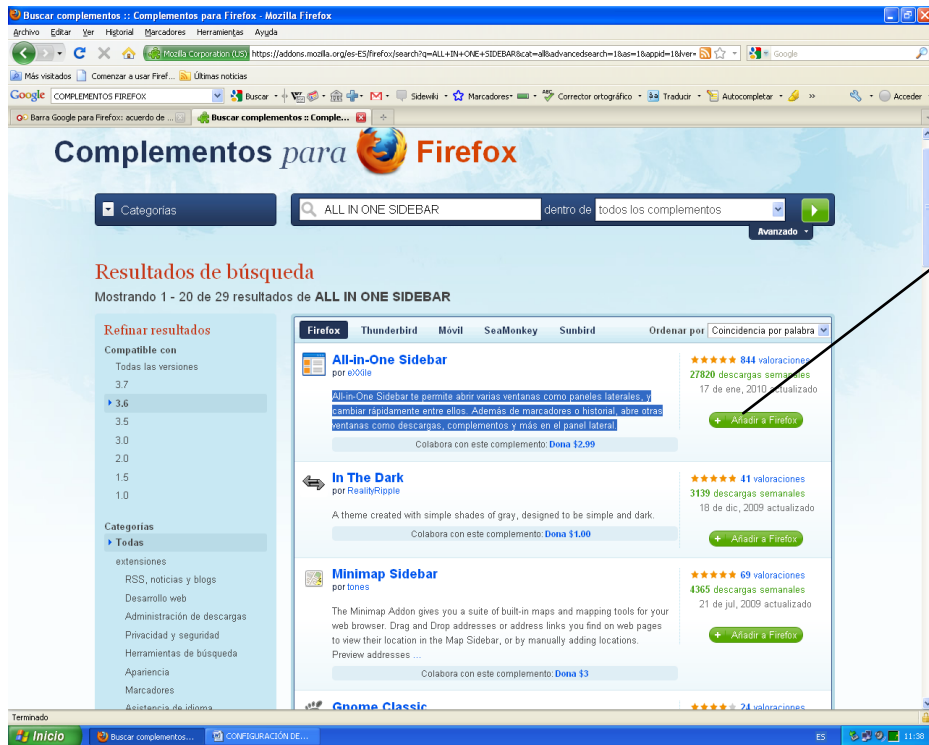 Buscar complementos :: Complementos para Firefox - Mozilla Firefox
Archivo Editar Ver Historial Marcadores Herramientas Ayuda
Mozilla Corporation (US) https://addons.mozilla.org/es-ES/firefox/search?q=ALL+IN+ONE+SIDEBAR&cat=all&advancedsearch=1&as=1&appid=1&lver= Google
Más visitados Comenzar a usar Firef... Últimas noticias
Google COMPLEMENTOS FIREFOX Buscar Sidewiki Marcadores Corrector ortográfico Traducir Autocompletar » Acceder
Barra Google para Firefox: acuerdo de ... Buscar complementos :: Comple...
Complementos para Firefox
Categorías
ALL IN ONE SIDEBAR dentro de todos los complementos
Avanzado
Resultados de búsqueda
Mostrando 1 - 20 de 29 resultados de ALL IN ONE SIDEBAR
Refinar resultados
Compatible con
Todas las versiones
3.7
3.6
3.5
3.0
2.0
1.5
1.0
Categorías
Todas
extensiones
RSS, noticias y blogs
Desarrollo web
Administración de descargas
Privacidad y seguridad
Herramientas de búsqueda
Apariencia
Marcadores
Asistencia de idioma
Firefox Thunderbird Móvil SeaMonkey Sunbird Ordenar por Coincidencia por palabra
All-in-One Sidebar
por eXXile
All-in-One Sidebar te permite abrir varias ventanas como paneles laterales, y
cambiar rápidamente entre ellos. Además de marcadores o historial, abre otras
ventanas como descargas, complementos y más en el panel lateral.
Colabora con este complemento: Dona $2.99
844 valoraciones
27820 descargas semanales
17 de ene, 2010 actualizado
Añadir a Firefox
In The Dark
por RealityRipple
A theme created with simple shades of gray, designed to be simple and dark.
Colabora con este complemento: Dona $1.00
41 valoraciones
3139 descargas semanales
18 de dic, 2009 actualizado
Añadir a Firefox
Minimap Sidebar
por tones
The Minimap Addon gives you a suite of built-in maps and mapping tools for your
web browser. Drag and Drop addresses or address links you find on web pages
to view their location in the Map Sidebar, or by manually adding locations.
Preview addresses ...
Colabora con este complemento: Dona $3
69 valoraciones
4365 descargas semanales
21 de jul, 2009 actualizado
Añadir a Firefox
Gnome Classic
24 valoraciones
Terminado
Inicio Buscar complementos... CONFIGURACIÓN DE... ES 11:38